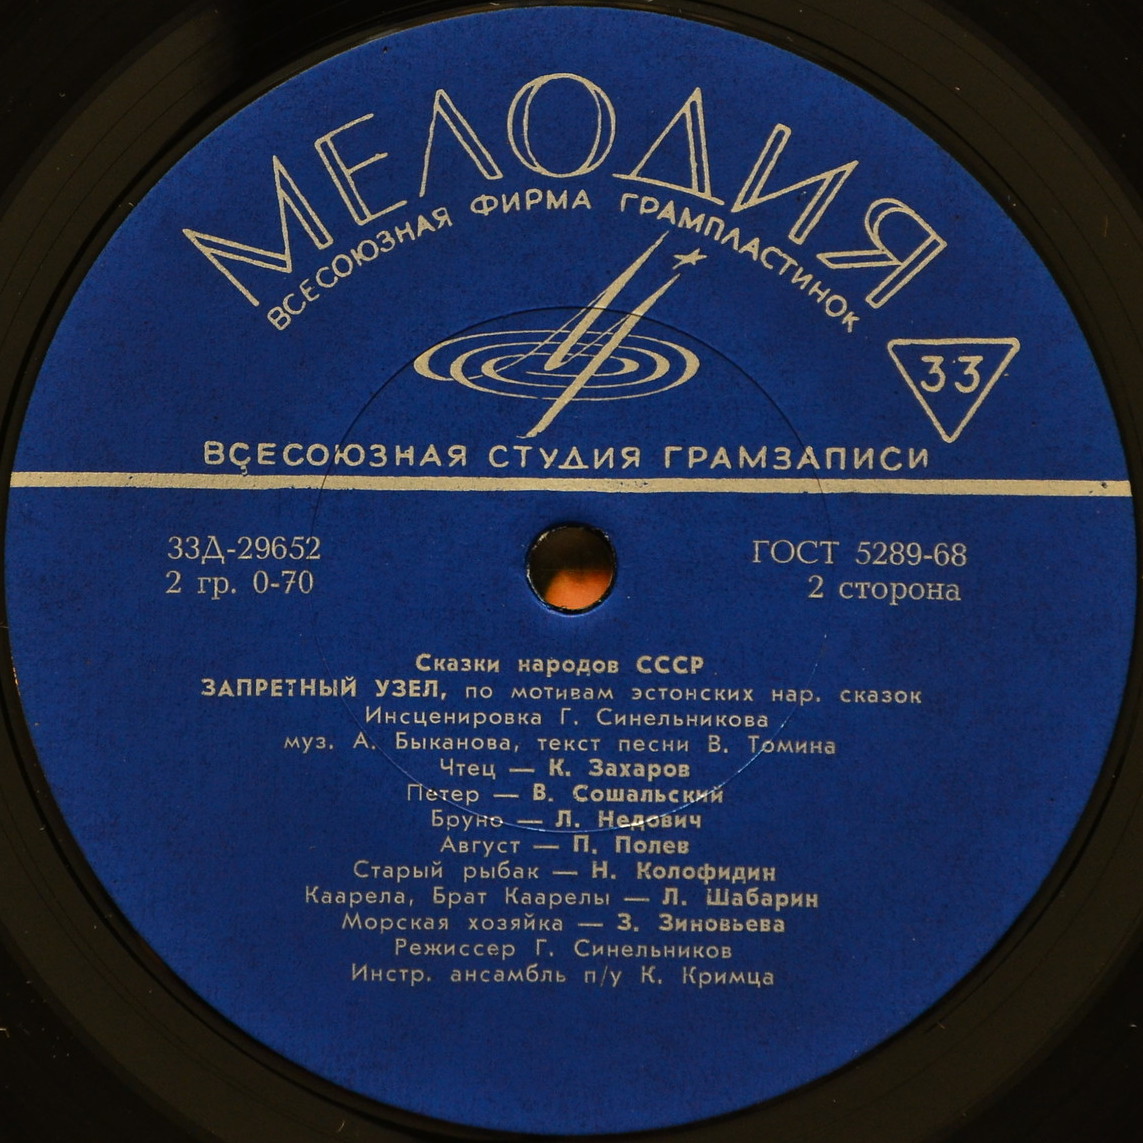 МЕЛОДИЯ
ВСЕСОЮЗНАЯ ФИРМА ГРАМПЛАСТИНОК
33
ВСЕСОЮЗНАЯ СТУДИЯ ГРАМЗАПИСИ
33Д-29652
2 гр. 0-70
ГОСТ 5289-68
2 сторона
Сказки народов СССР
ЗАПРЕТНЫЙ УЗЕЛ, по мотивам эстонских нар. сказок
Инсценировка Г. Синельникова
муз. А. Быканова, текст песни В. Томина
Чтец — К. Захаров
Петер — В. Сошальский
Бруно — Л. Недович
Август — П. Полев
Старый рыбак — Н. Колофидин
Каарела, Брат Каарелы — Л. Шабарин
Морская хозяйка — З. Зиновьева
Режиссер Г. Синельников
Инстр. ансамбль п/у К. Кримца